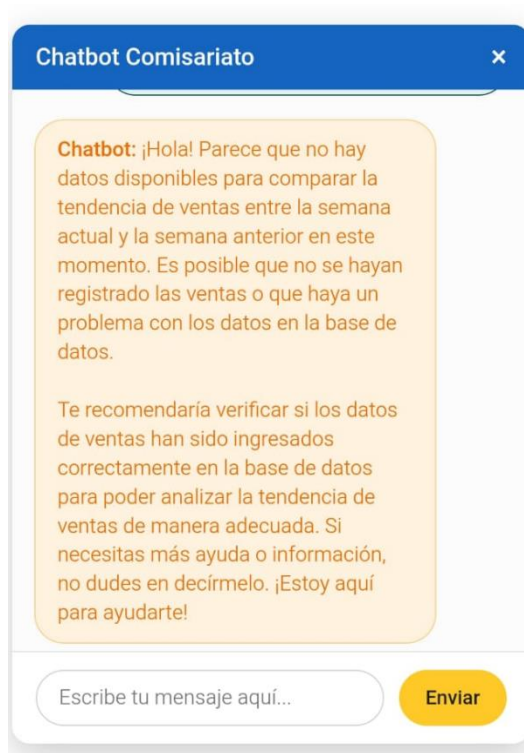 Chatbot Comisariato ×
Chatbot: ¡Hola! Parece que no hay
datos disponibles para comparar la
tendencia de ventas entre la semana
actual y la semana anterior en este
momento. Es posible que no se hayan
registrado las ventas o que haya un
problema con los datos en la base de
datos.
Te recomendaría verificar si los datos
de ventas han sido ingresados
correctamente en la base de datos
para poder analizar la tendencia de
ventas de manera adecuada. Si
necesitas más ayuda o información,
no dudes en decírmelo. ¡Estoy aquí
para ayudarte!
Escribe tu mensaje aquí... Enviar